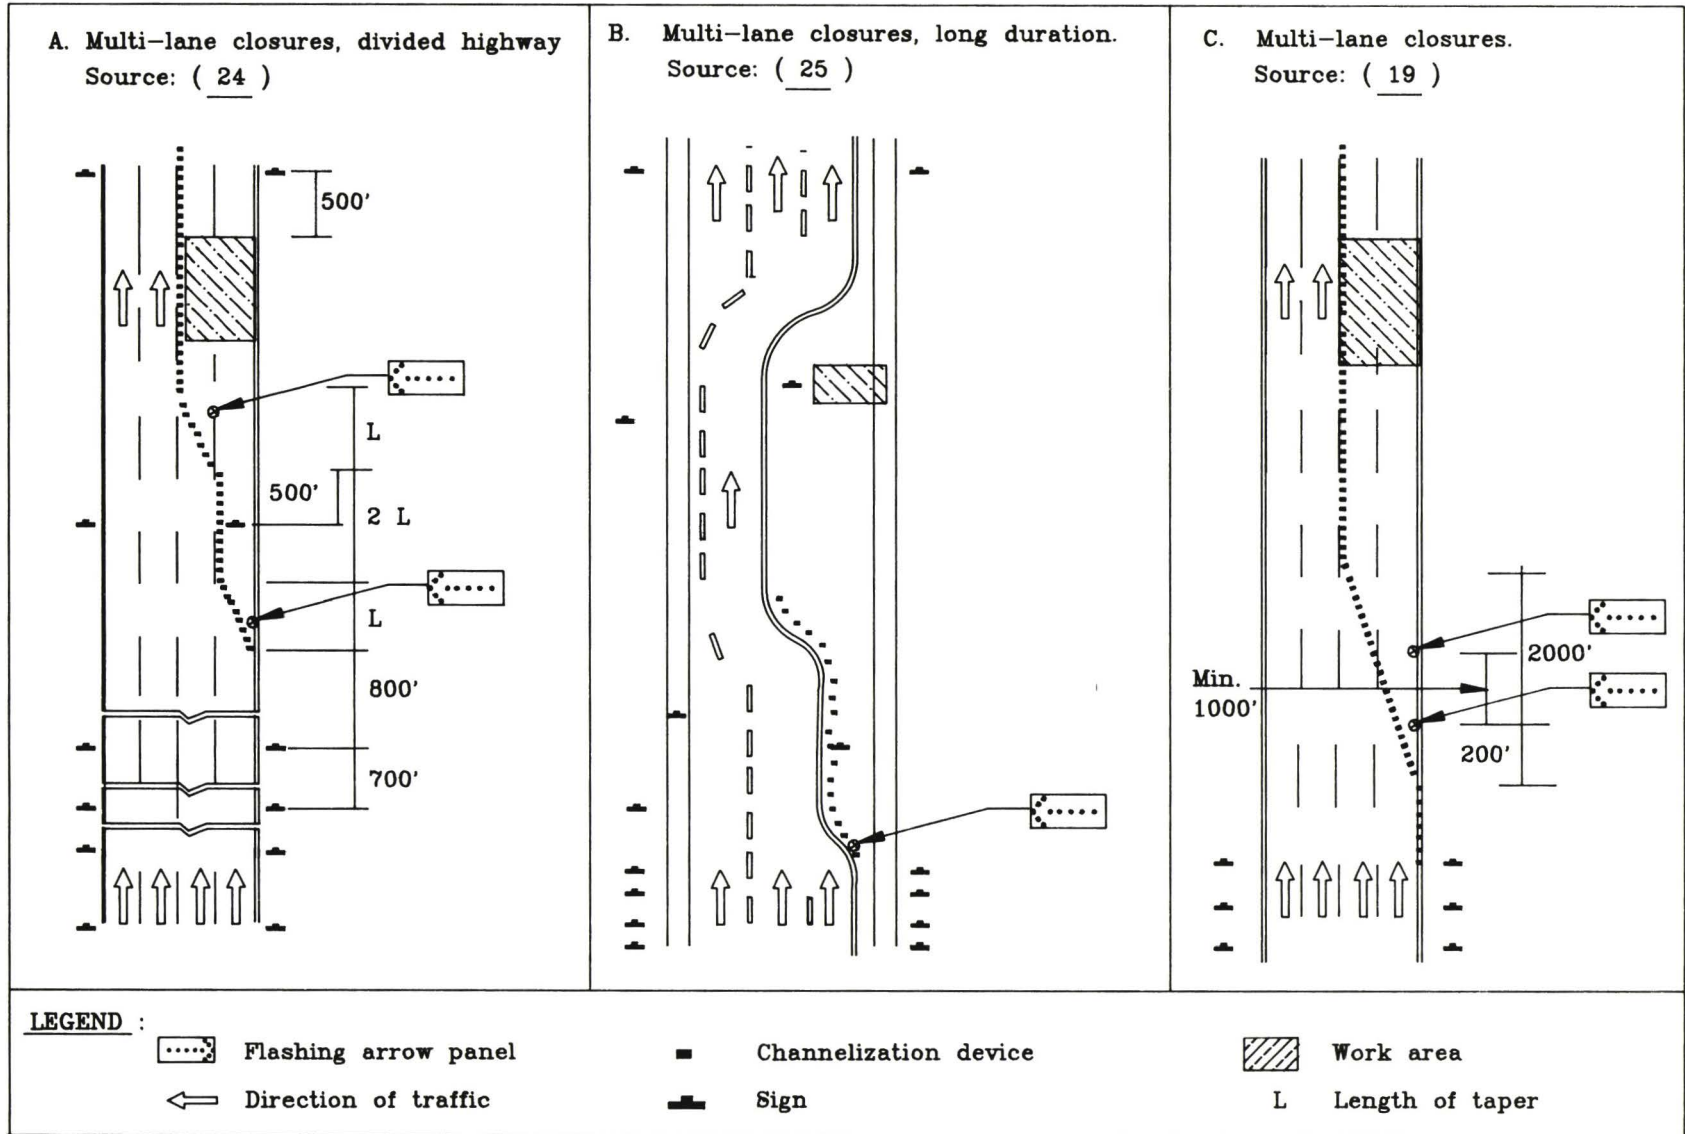 A. Multi-lane closures, divided highway
Source: ( 24 )
B. Multi-lane closures, long duration.
Source: ( 25 )
C. Multi-lane closures.
Source: ( 19 )
500'
L
500'
2 L
L
800'
700'
2000'
Min.
1000'
200'
LEGEND :
Flashing arrow panel
Channelization device
Work area
Direction of traffic
Sign
L Length of taper